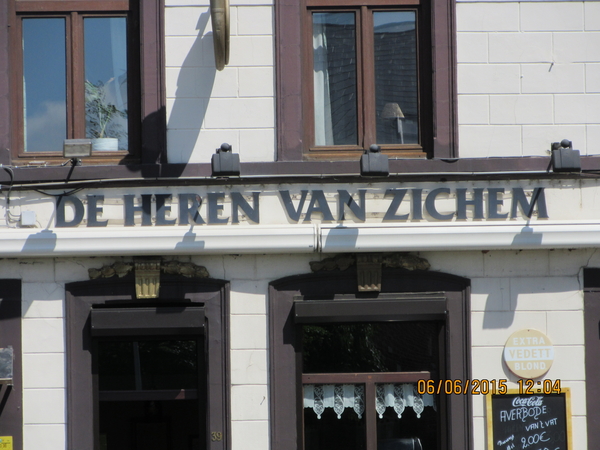 DE HEREN VAN ZICHEM
EXTRA
VEDETT
BLOND
06/06/2015 12:04
Coca-Cola
AVERBODE
VAN'T VAT
2,00€
39